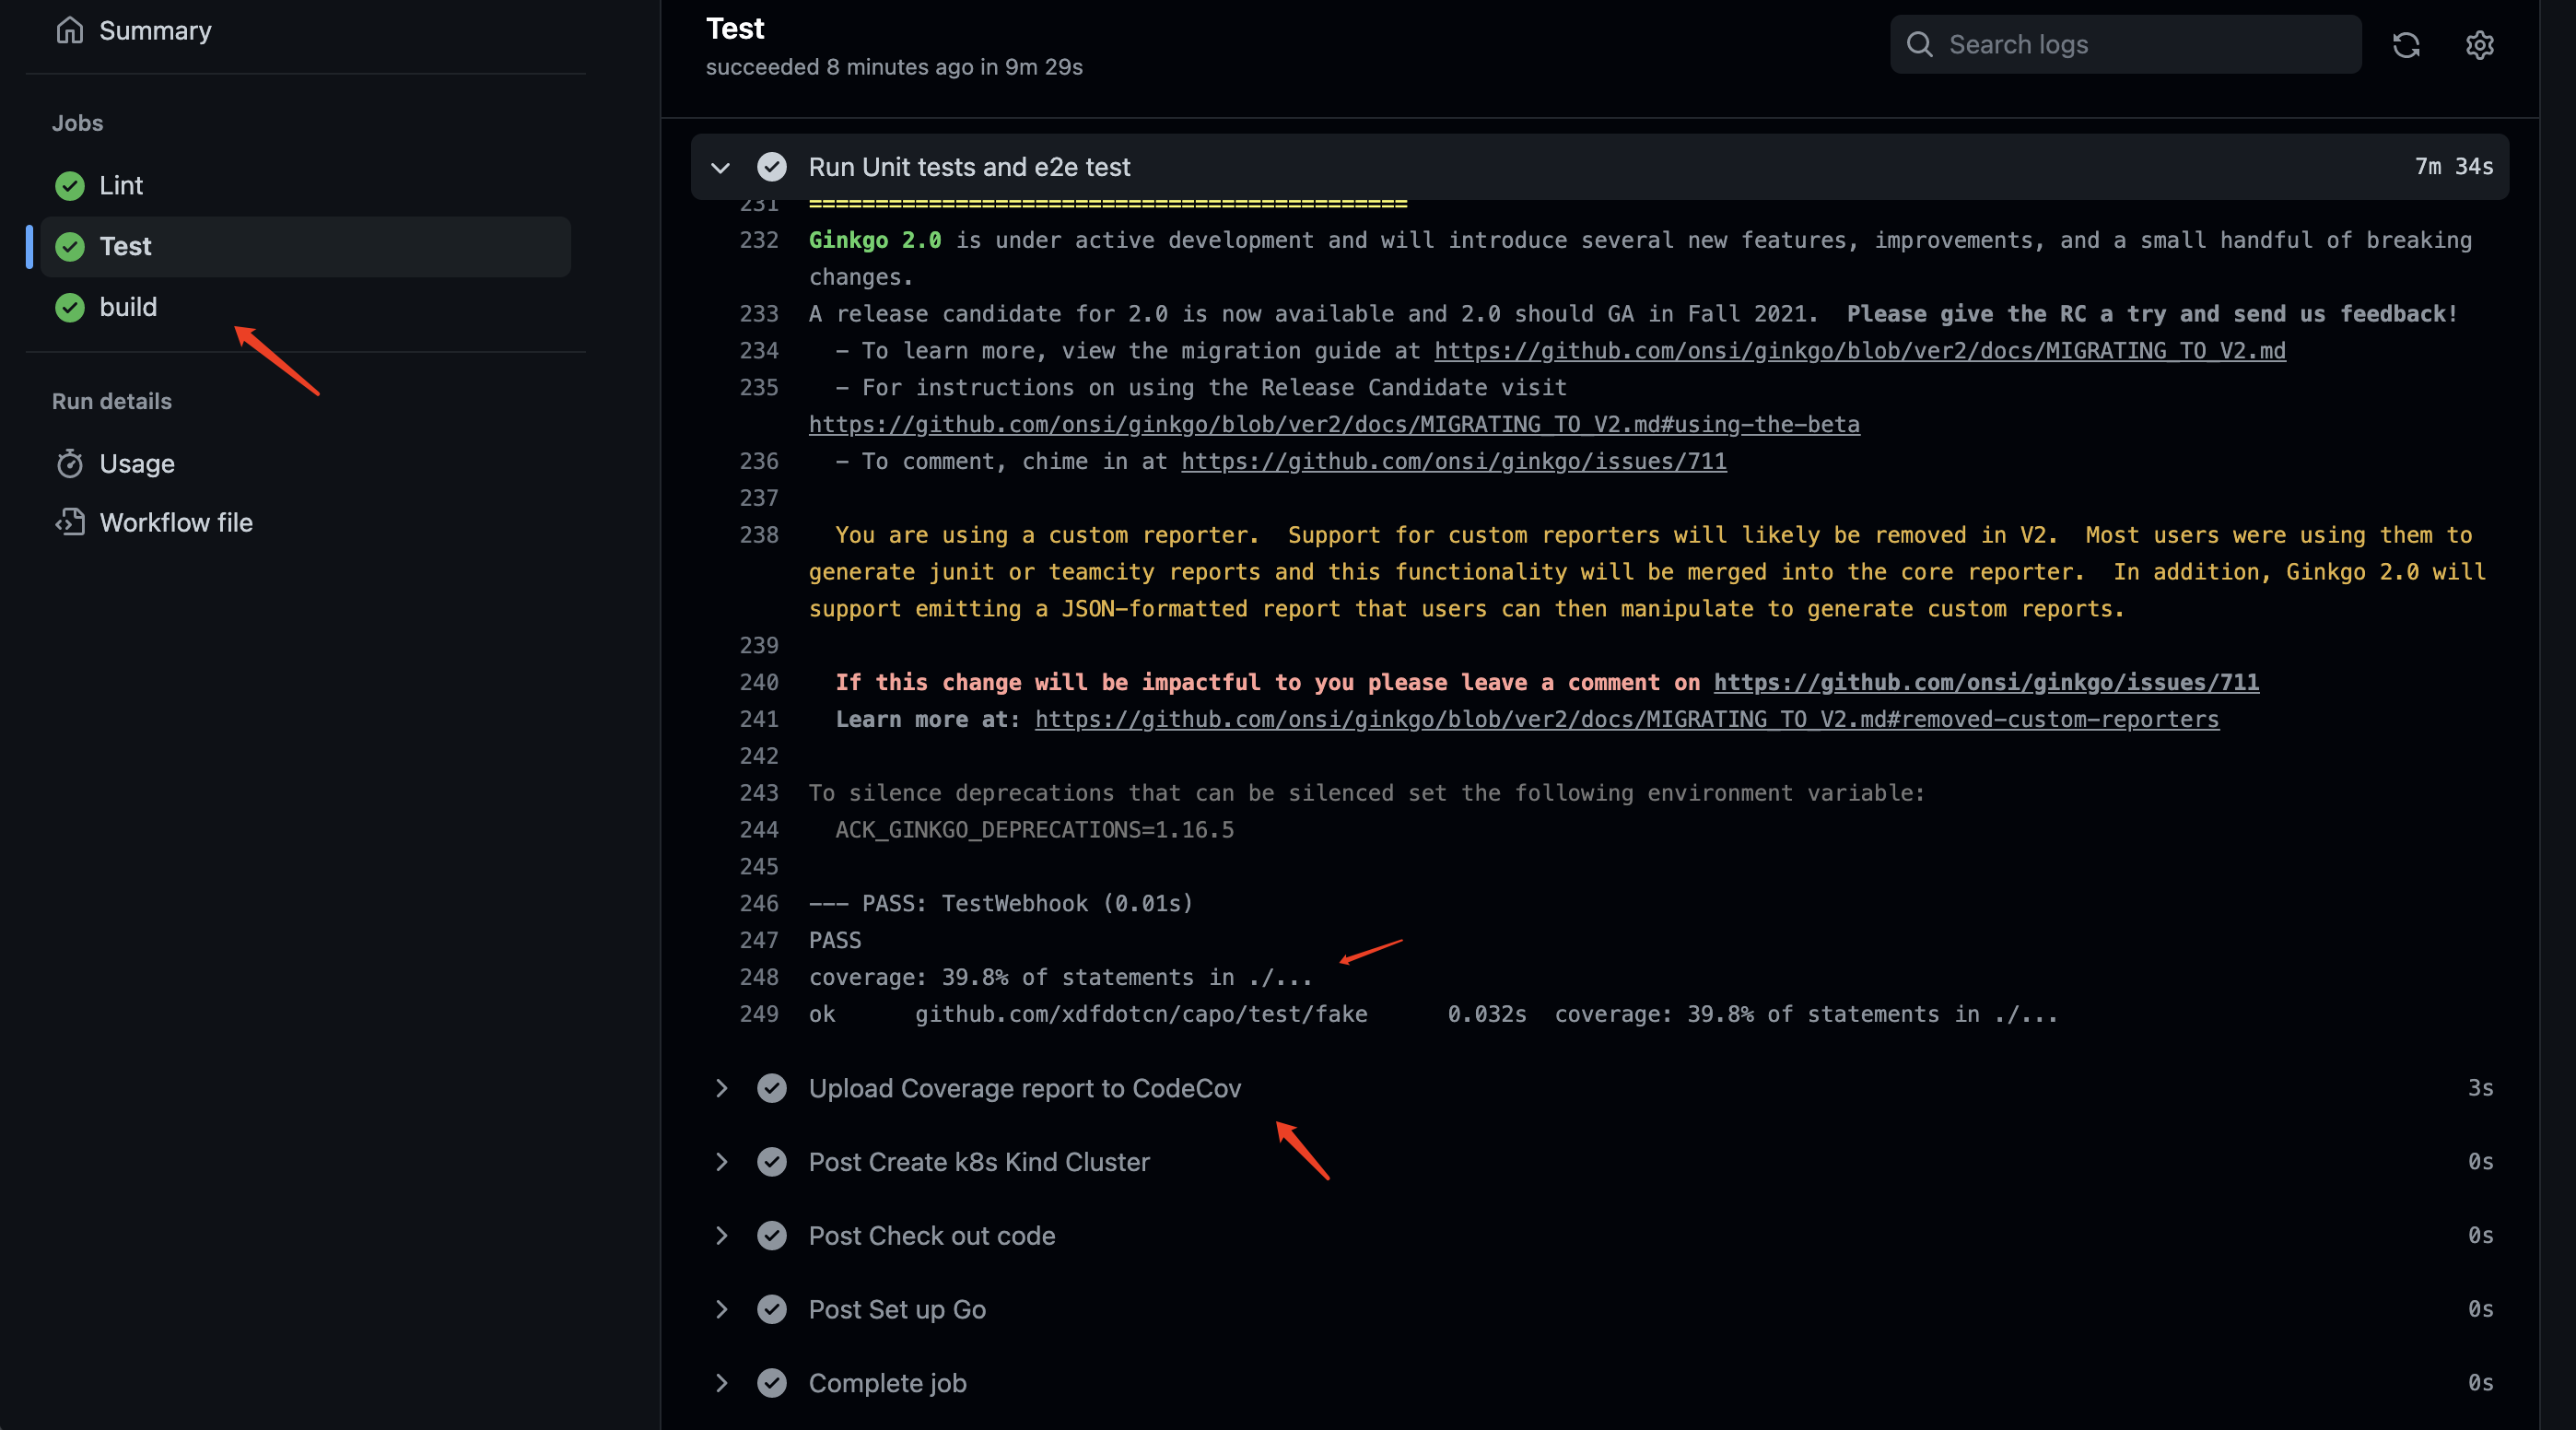 Summary
Jobs
Lint
Test
build
Run details
Usage
Workflow file
Test
succeeded 8 minutes ago in 9m 29s
Search logs
Run Unit tests and e2e test 7m 34s
231 =============================================
232 Ginkgo 2.0 is under active development and will introduce several new features, improvements, and a small handful of breaking
changes.
233 A release candidate for 2.0 is now available and 2.0 should GA in Fall 2021.  Please give the RC a try and send us feedback!
234   - To learn more, view the migration guide at https://github.com/onsi/ginkgo/blob/ver2/docs/MIGRATING_TO_V2.md
235   - For instructions on using the Release Candidate visit
https://github.com/onsi/ginkgo/blob/ver2/docs/MIGRATING_TO_V2.md#using-the-beta
236   - To comment, chime in at https://github.com/onsi/ginkgo/issues/711
237
238   You are using a custom reporter.  Support for custom reporters will likely be removed in V2.  Most users were using them to
generate junit or teamcity reports and this functionality will be merged into the core reporter.  In addition, Ginkgo 2.0 will
support emitting a JSON-formatted report that users can then manipulate to generate custom reports.
239
240   If this change will be impactful to you please leave a comment on https://github.com/onsi/ginkgo/issues/711
241   Learn more at: https://github.com/onsi/ginkgo/blob/ver2/docs/MIGRATING_TO_V2.md#removed-custom-reporters
242
243 To silence deprecations that can be silenced set the following environment variable:
244   ACK_GINKGO_DEPRECATIONS=1.16.5
245
246 --- PASS: TestWebhook (0.01s)
247 PASS
248 coverage: 39.8% of statements in ./...
249 ok      github.com/xdfdotcn/capo/test/fake      0.032s  coverage: 39.8% of statements in ./...
Upload Coverage report to CodeCov 3s
Post Create k8s Kind Cluster 0s
Post Check out code 0s
Post Set up Go 0s
Complete job 0s